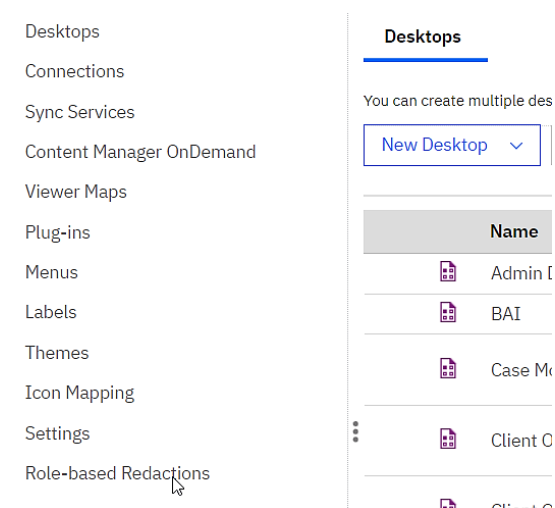 Desktops
Connections
Sync Services
Content Manager OnDemand
Viewer Maps
Plug-ins
Menus
Labels
Themes
Icon Mapping
Settings
Role-based Redactions
Desktops
You can create multiple des
New Desktop
Name
Admin D
BAI
Case Mo
Client O
Client O